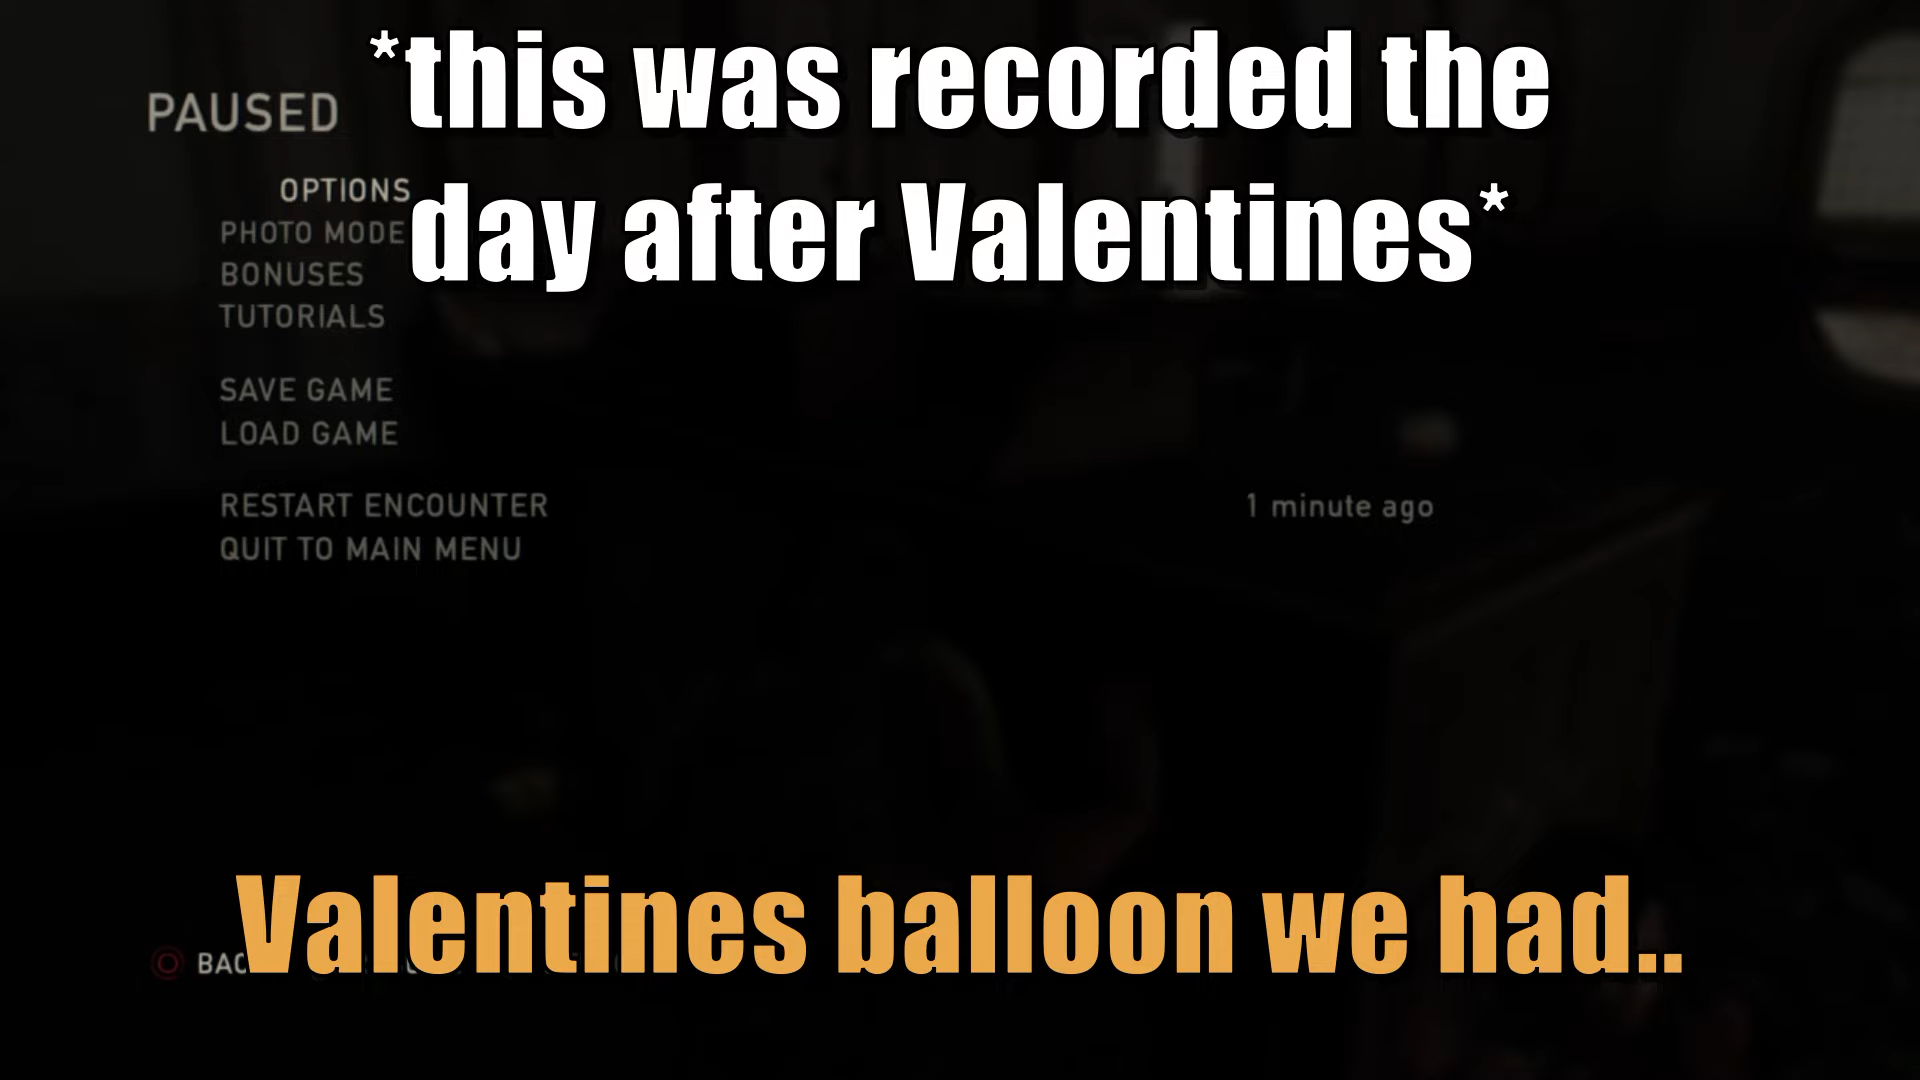 *this was recorded the
day after Valentines*
PAUSED
OPTIONS
PHOTO MODE
BONUSES
TUTORIALS
SAVE GAME
LOAD GAME
RESTART ENCOUNTER 1 minute ago
QUIT TO MAIN MENU
Valentines balloon we had..